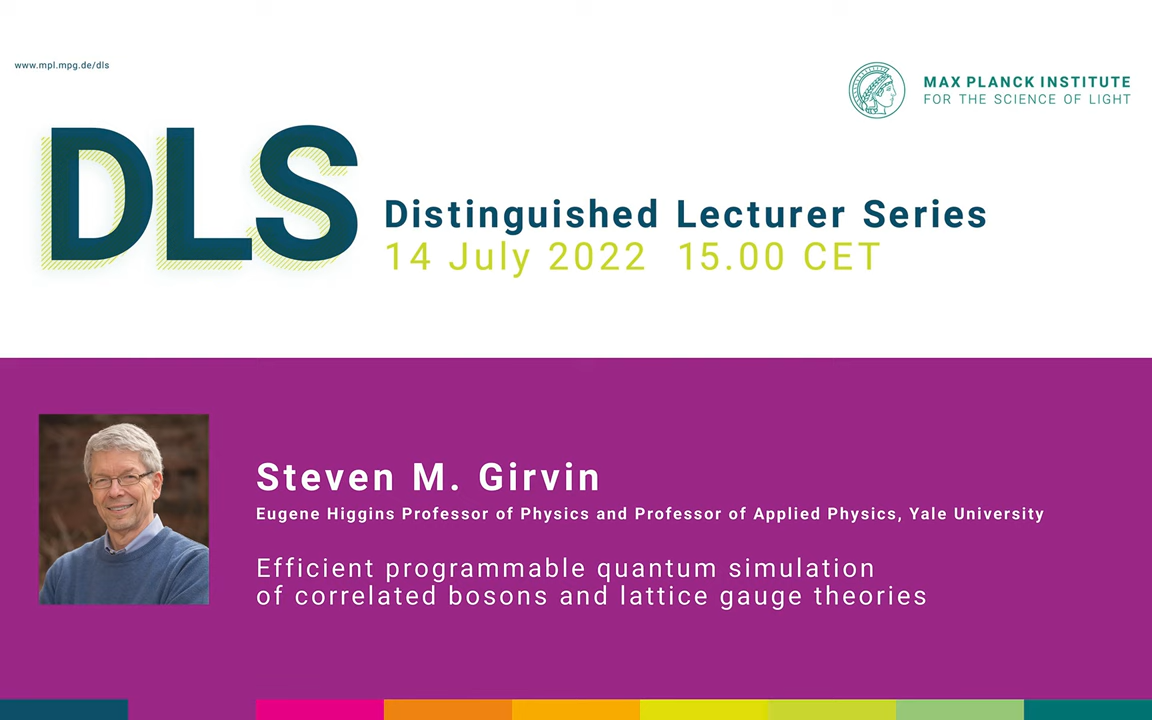 www.mpl.mpg.de/dls
MAX PLANCK INSTITUTE
FOR THE SCIENCE OF LIGHT
DLS
Distinguished Lecturer Series
14 July 2022 15.00 CET
Steven M. Girvin
Eugene Higgins Professor of Physics and Professor of Applied Physics, Yale University
Efficient programmable quantum simulation
of correlated bosons and lattice gauge theories